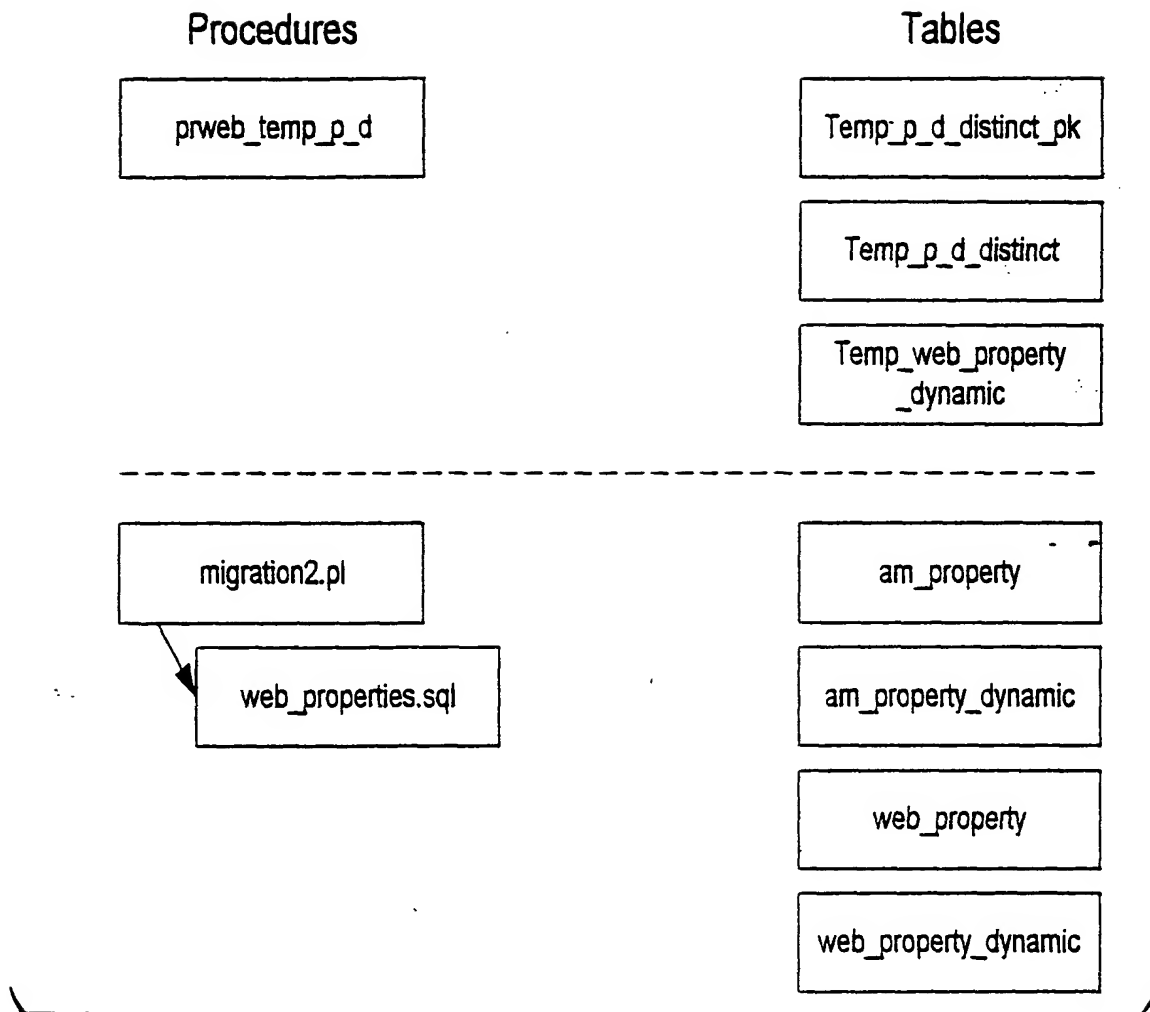 Procedures
Tables
prweb_temp_p_d
Temp_p_d_distinct_pk
Temp_p_d_distinct
Temp_web_property
_dynamic
migration2.pl
am_property
web_properties.sql
am_property_dynamic
web_property
web_property_dynamic